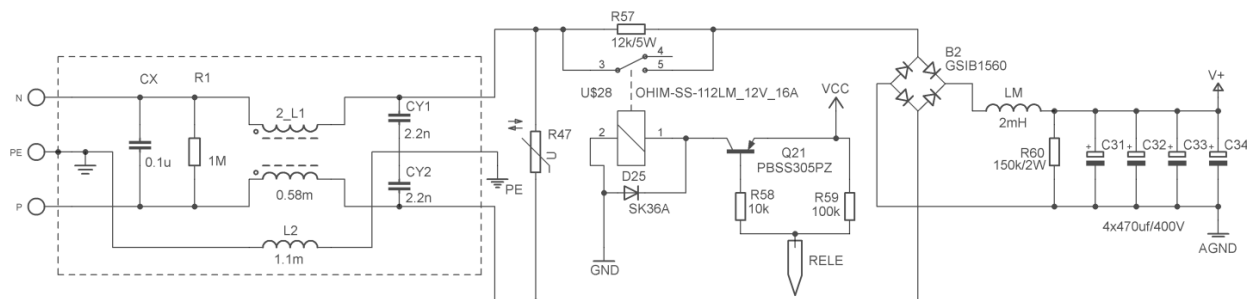 R57
12k/5W
4
3
5
U$28
OHIM-SS-112LM_12V_16A
B2
GSIB1560
CX
R1
N
2_L1
CY1
2.2n
VCC
LM
2mH
V+
R47
U
2
1
PE
0.1u
1M
CY2
2.2n
PE
0.58m
Q21
PBSS305PZ
R60
150k/2W
+
C31
+
C32
+
C33
+
C34
D25
SK36A
R58
10k
R59
100k
P
L2
1.1m
4x470uf/400V
AGND
GND
RELE